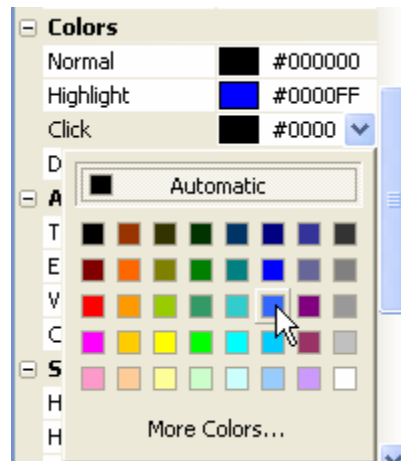 Colors
Normal #000000
Highlight #0000FF
Click #0000
D
A Automatic
T
E
V
C
S
H
H More Colors...